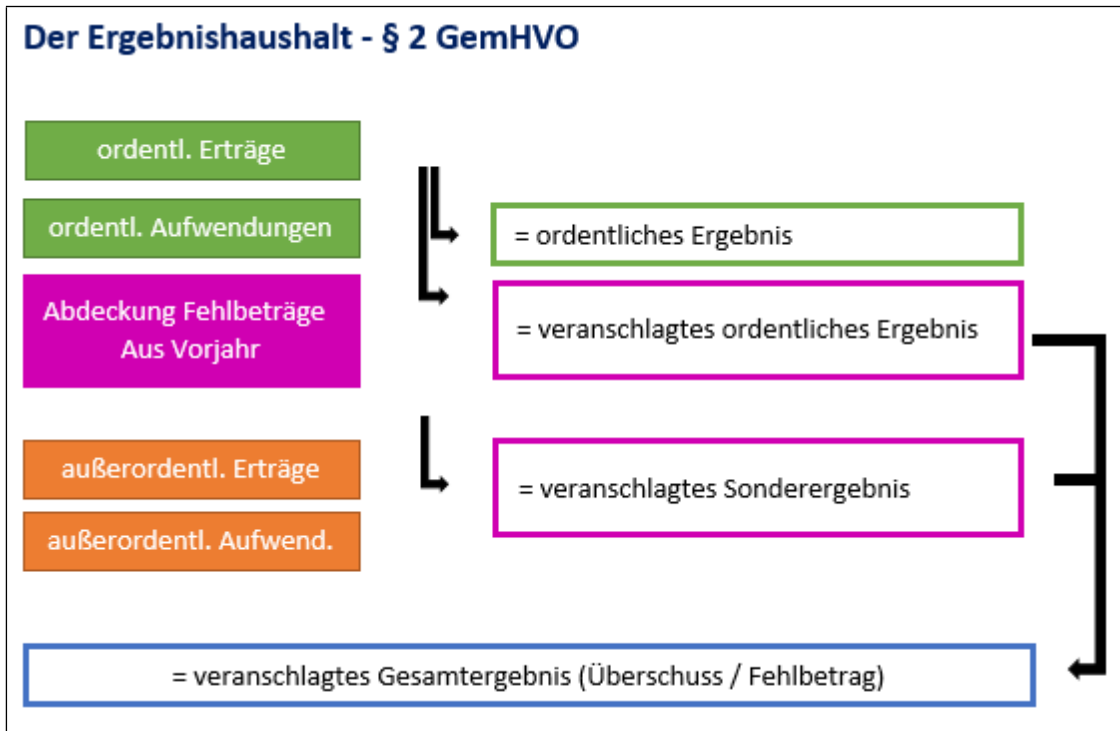 Der Ergebnishaushalt - § 2 GemHVO
ordentl. Erträge
ordentl. Aufwendungen
= ordentliches Ergebnis
Abdeckung Fehlbeträge
Aus Vorjahr
= veranschlagtes ordentliches Ergebnis
außerordentl. Erträge
= veranschlagtes Sonderergebnis
außerordentl. Aufwend.
= veranschlagtes Gesamtergebnis (Überschuss / Fehlbetrag)